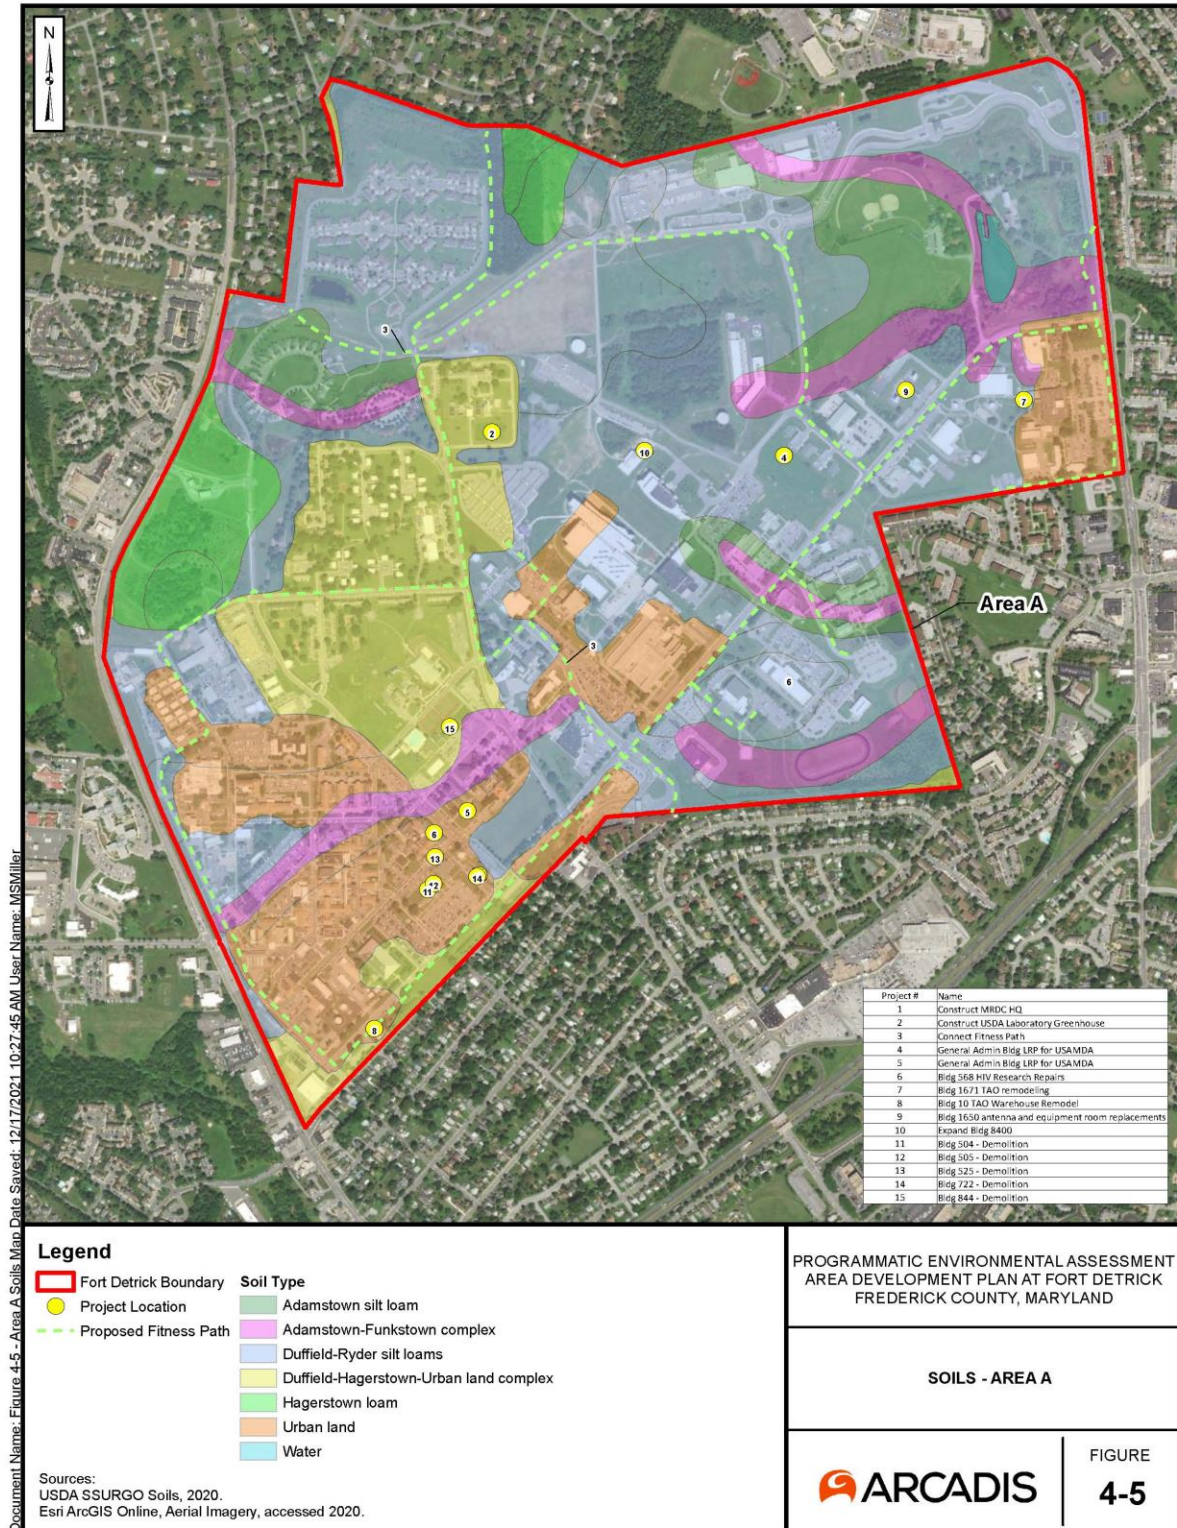 N
3
2
9
7
10
4
Area A
3
6
15
5
6
13
14
12
11
8
Project # Name
1 Construct MRDC HQ
2 Construct USDA Laboratory Greenhouse
3 Connect Fitness Path
4 General Admin Bldg LRP for USAMDA
5 General Admin Bldg LRP for USAMDA
6 Bldg 568 HIV Research Repairs
7 Bldg 1671 TAO remodeling
8 Bldg 10 TAO Warehouse Remodel
9 Bldg 1650 antenna and equipment room replacements
10 Expand Bldg 8400
11 Bldg 504 - Demolition
12 Bldg 505 - Demolition
13 Bldg 525 - Demolition
14 Bldg 722 - Demolition
15 Bldg 844 - Demolition
Document Name: Figure 4-5 - Area A Soils Map Date Saved: 12/17/2021 10:27:45 AM User Name: MSMiller
Legend
Fort Detrick Boundary
Project Location
Proposed Fitness Path
Soil Type
Adamstown silt loam
Adamstown-Funkstown complex
Duffield-Ryder silt loams
Duffield-Hagerstown-Urban land complex
Hagerstown loam
Urban land
Water
Sources:
USDA SSURGO Soils, 2020.
Esri ArcGIS Online, Aerial Imagery, accessed 2020.
PROGRAMMATIC ENVIRONMENTAL ASSESSMENT
AREA DEVELOPMENT PLAN AT FORT DETRICK
FREDERICK COUNTY, MARYLAND
SOILS - AREA A
ARCADIS
FIGURE
4-5